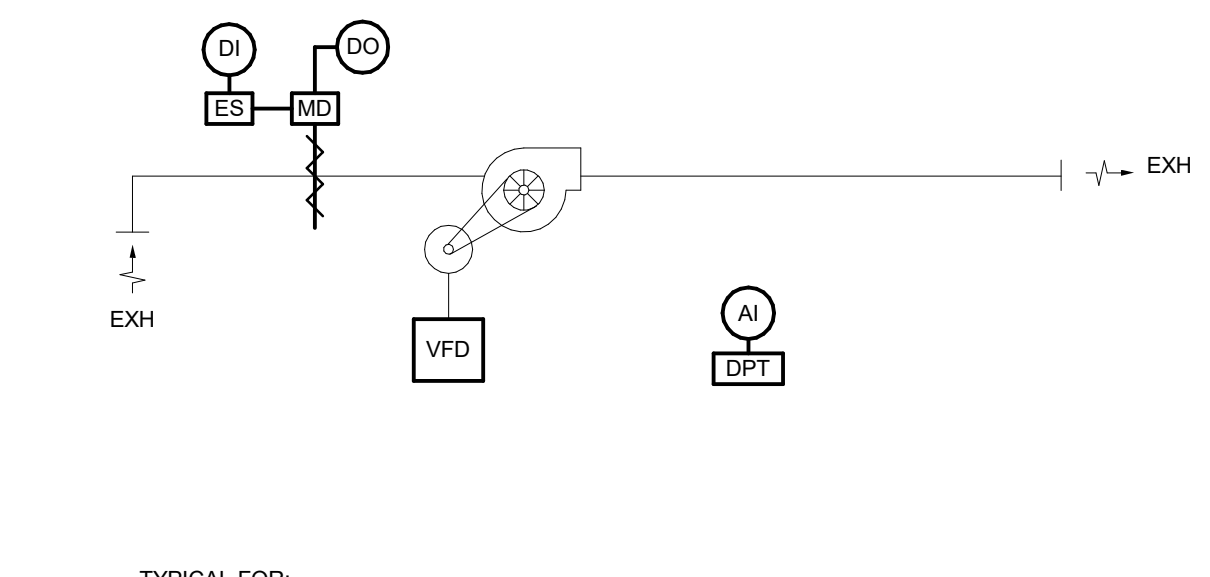 DI
DO
ES
MD
EXH
EXH
AI
VFD
DPT
TYPICAL FOR: